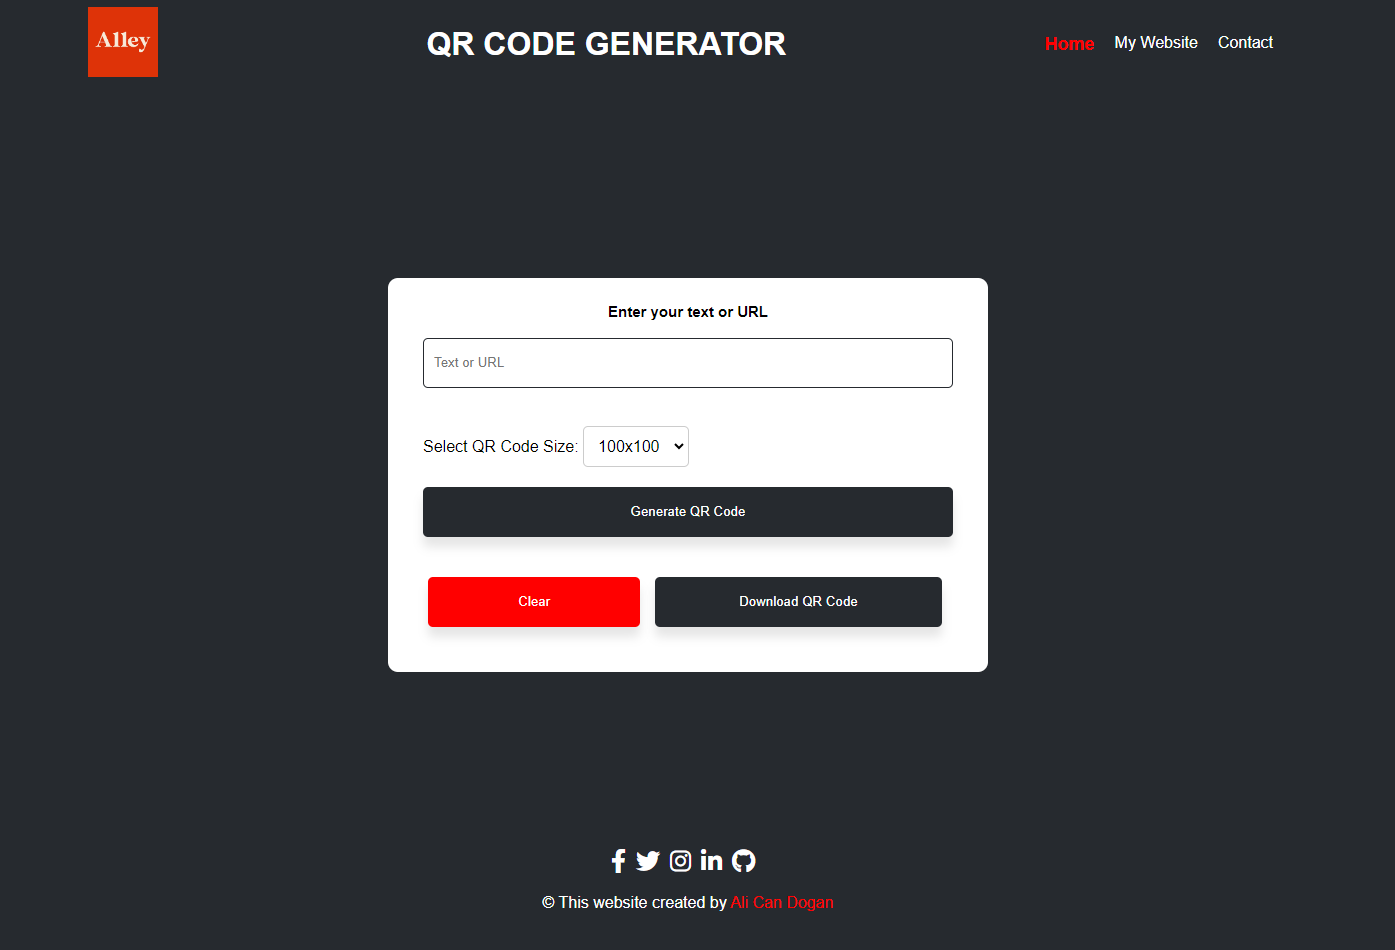 Alley
QR CODE GENERATOR
Home
My Website
Contact
Enter your text or URL
Text or URL
Select QR Code Size: 100x100
Generate QR Code
Clear
Download QR Code
© This website created by Ali Can Dogan